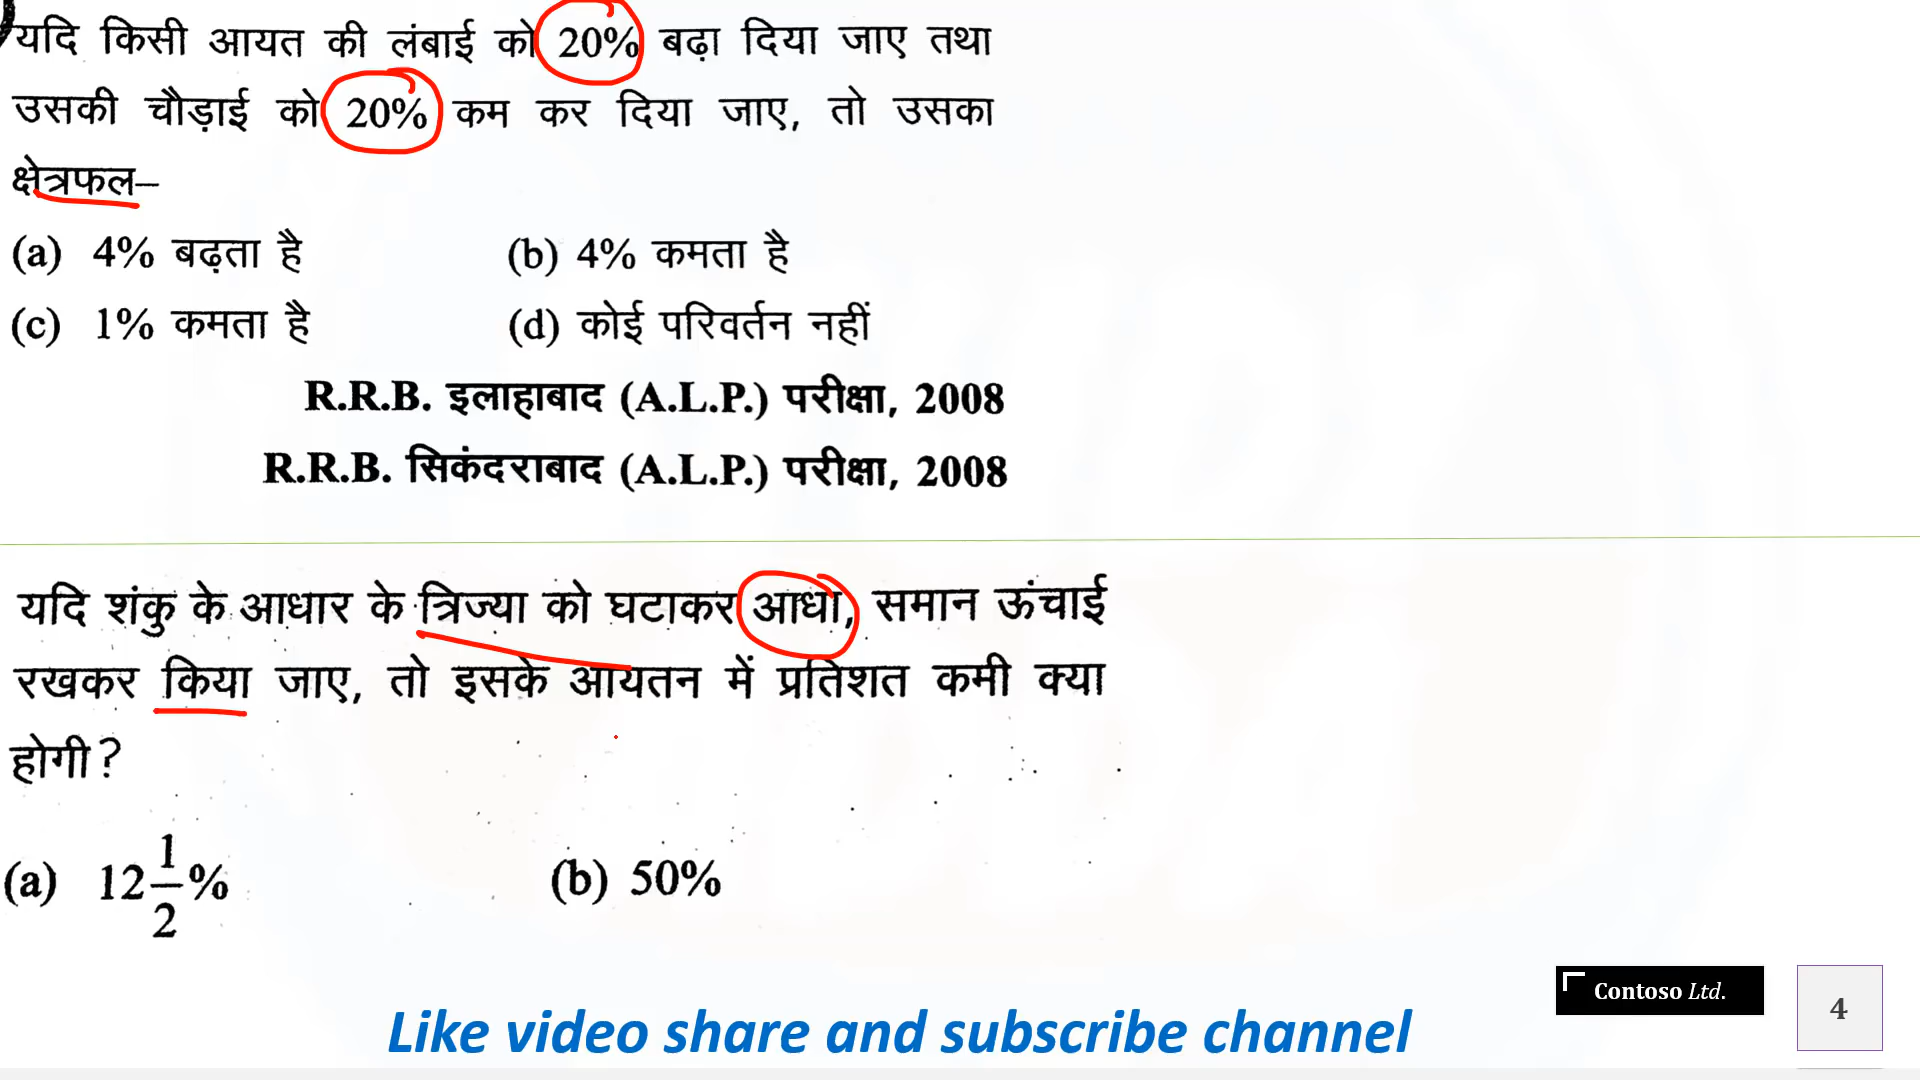 यदि किसी आयत की लंबाई को 20% बढ़ा दिया जाए तथा
उसकी चौड़ाई को 20% कम कर दिया जाए, तो उसका
क्षेत्रफल–
(a) 4% बढ़ता है (b) 4% कमता है
(c) 1% कमता है (d) कोई परिवर्तन नहीं
R.R.B. इलाहाबाद (A.L.P.) परीक्षा, 2008
R.R.B. सिकंदराबाद (A.L.P.) परीक्षा, 2008
यदि शंकु के आधार के त्रिज्या को घटाकर आधा, समान ऊंचाई
रखकर किया जाए, तो इसके आयतन में प्रतिशत कमी क्या
होगी?
(a) 12 1/2 % (b) 50%
Contoso Ltd.
4
Like video share and subscribe channel